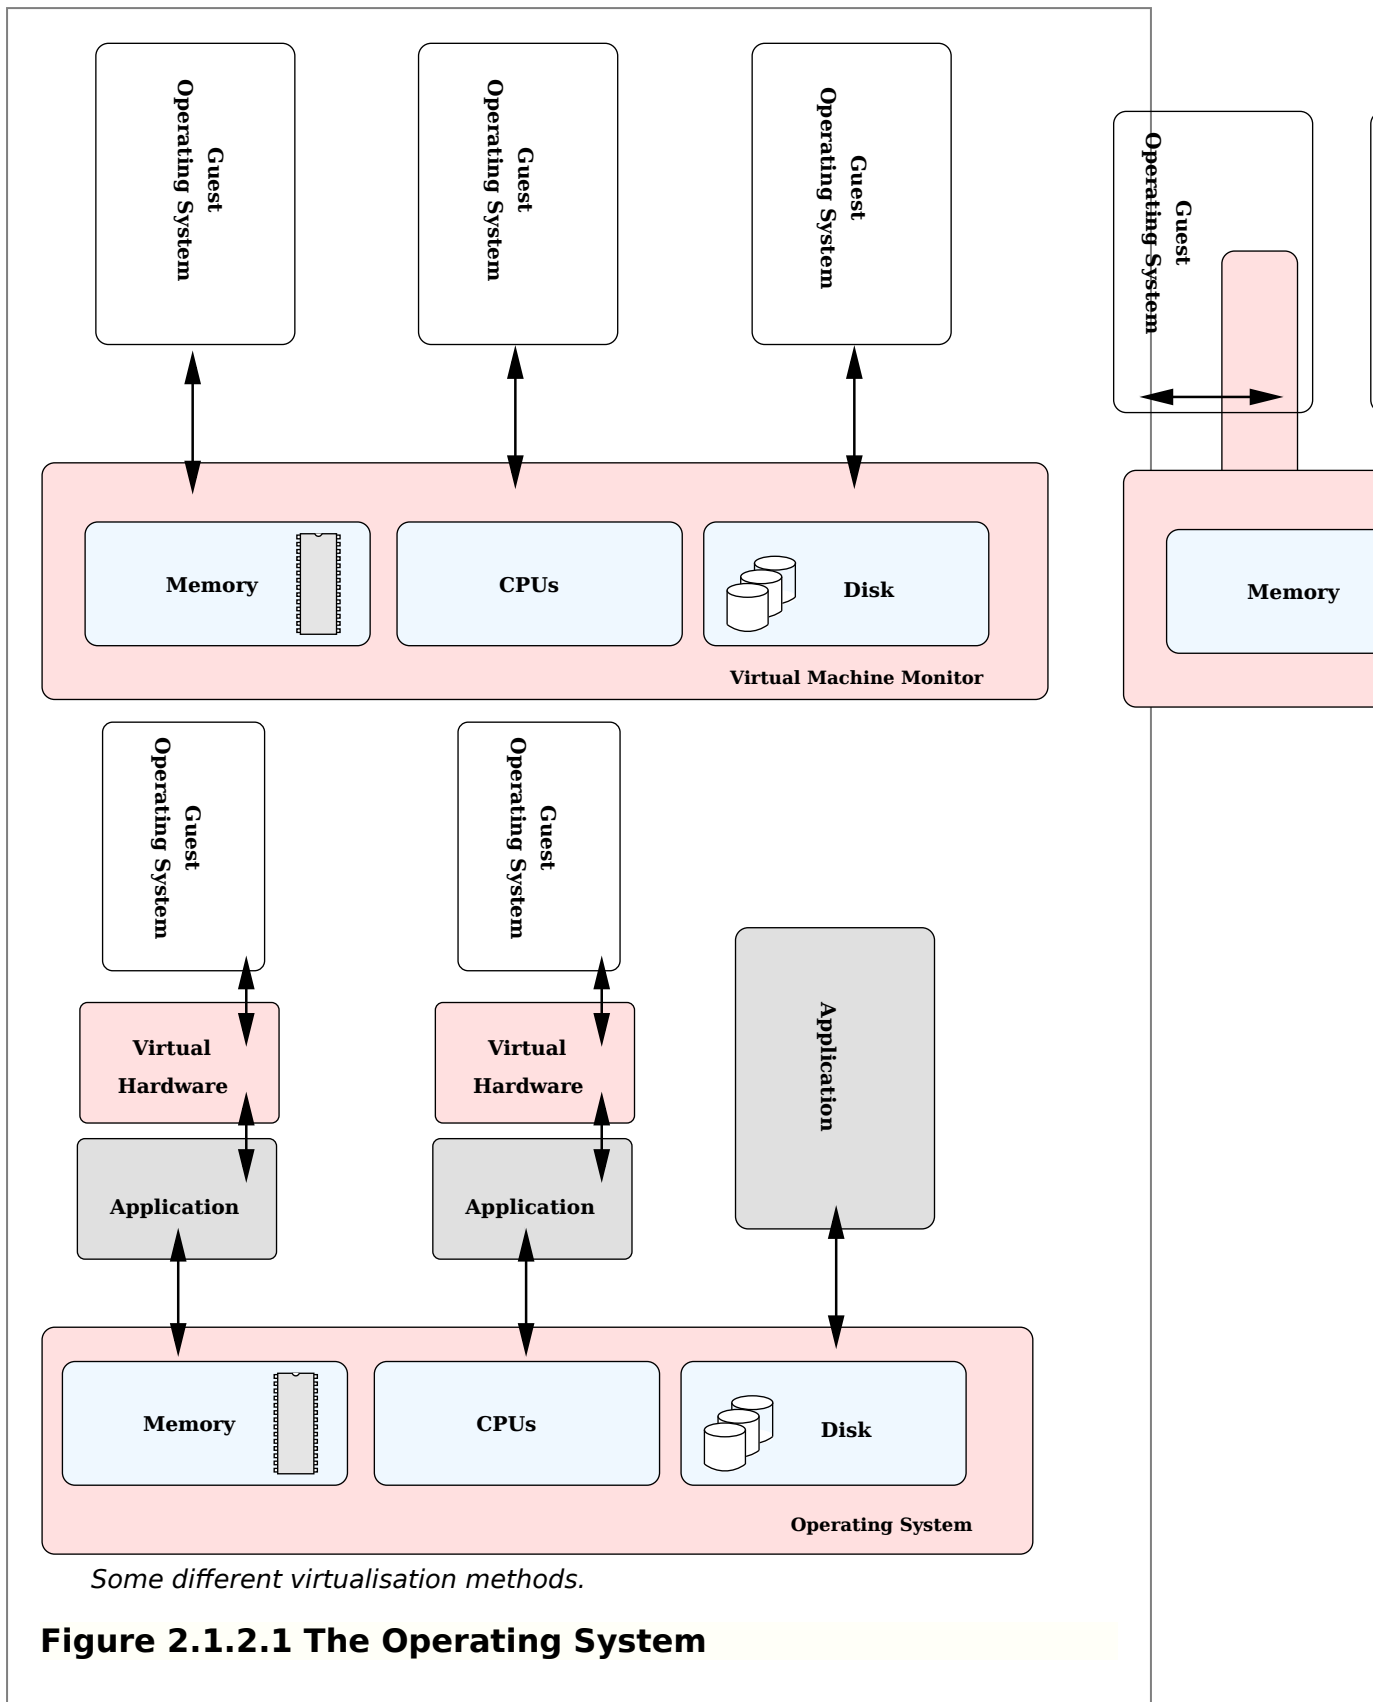 Guest
Operating System
Guest
Operating System
Guest
Operating System
Guest
Operating System
Memory
CPUs
Disk
Virtual Machine Monitor
Memory
Guest
Operating System
Guest
Operating System
Application
Virtual
Hardware
Virtual
Hardware
Application
Application
Memory
CPUs
Disk
Operating System
Some different virtualisation methods.
Figure 2.1.2.1 The Operating System